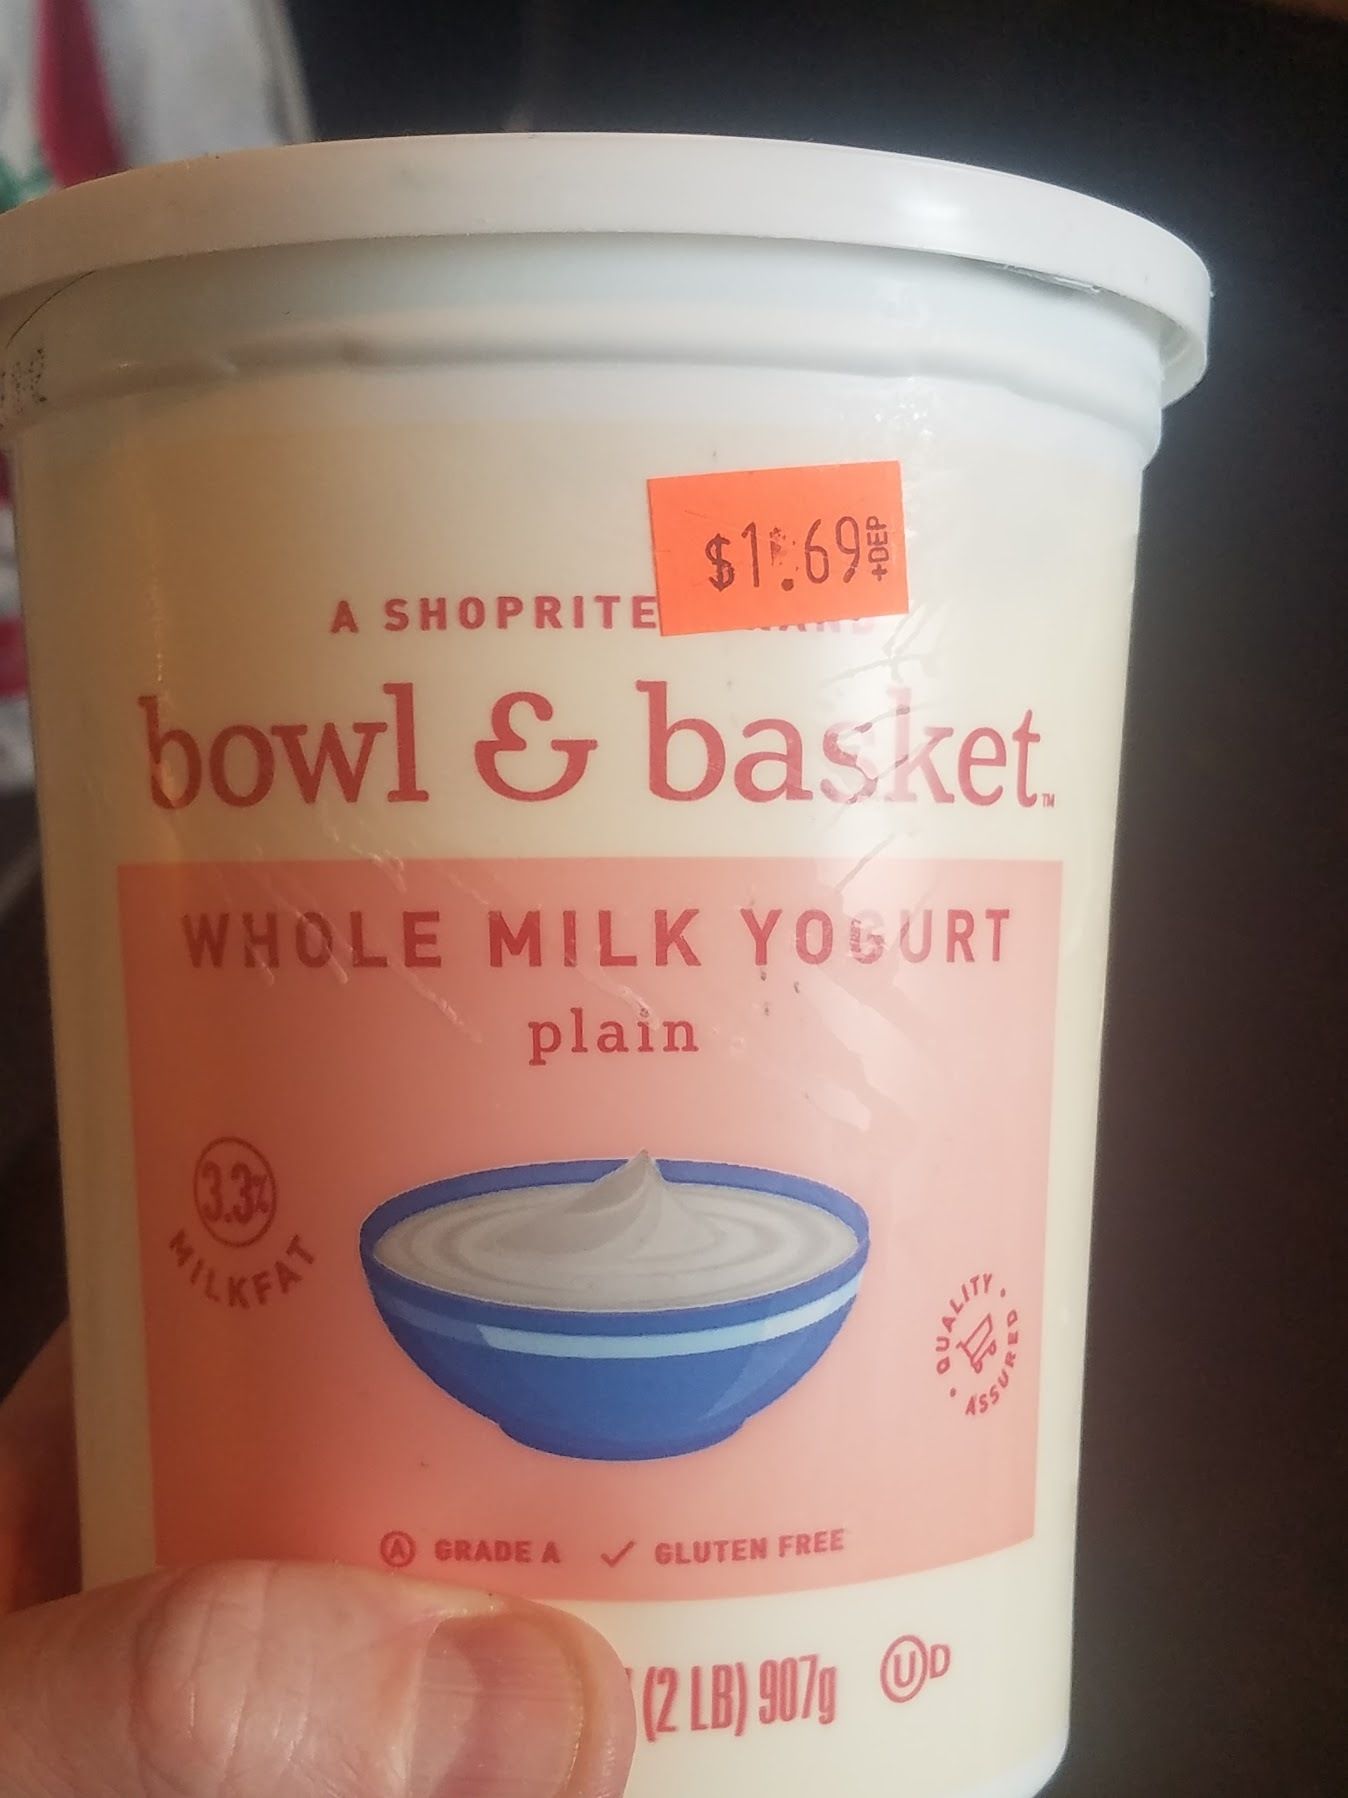 $1.69 +DEP
A SHOPRITE
bowl & basket™
WHOLE MILK YOGURT
plain
3.3%
MILKFAT
QUALITY
ASSURED
A GRADE A ✓ GLUTEN FREE
(2 LB) 907g U D